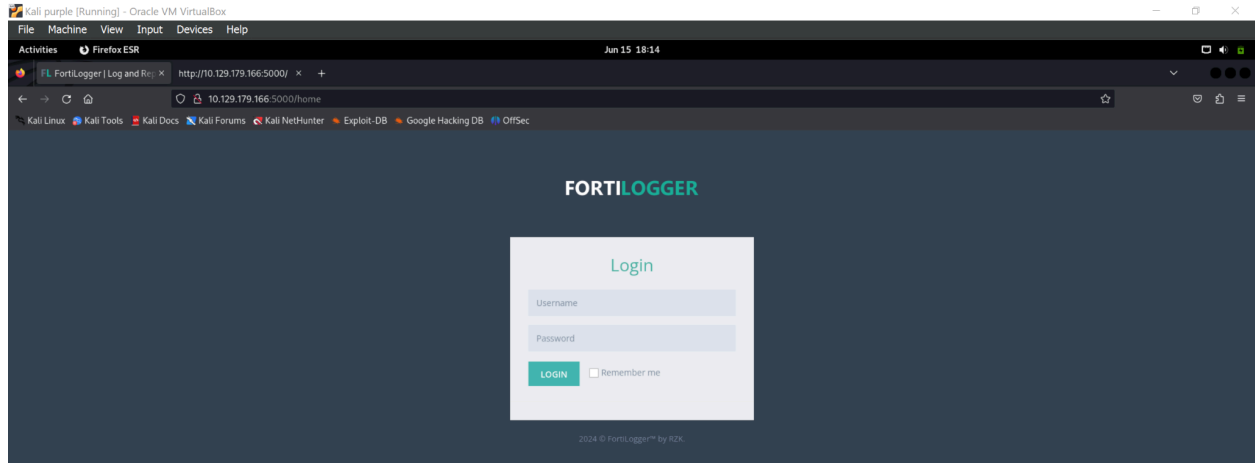 Kali purple [Running] - Oracle VM VirtualBox
File Machine View Input Devices Help
Activities Firefox ESR Jun 15 18:14
FL FortiLogger | Log and Rep × http://10.129.179.166:5000/ × +
10.129.179.166:5000/home
Kali Linux Kali Tools Kali Docs Kali Forums Kali NetHunter Exploit-DB Google Hacking DB OffSec
FORTILOGGER
Login
Username
Password
LOGIN Remember me
2024 © FortiLogger™ by RZK.